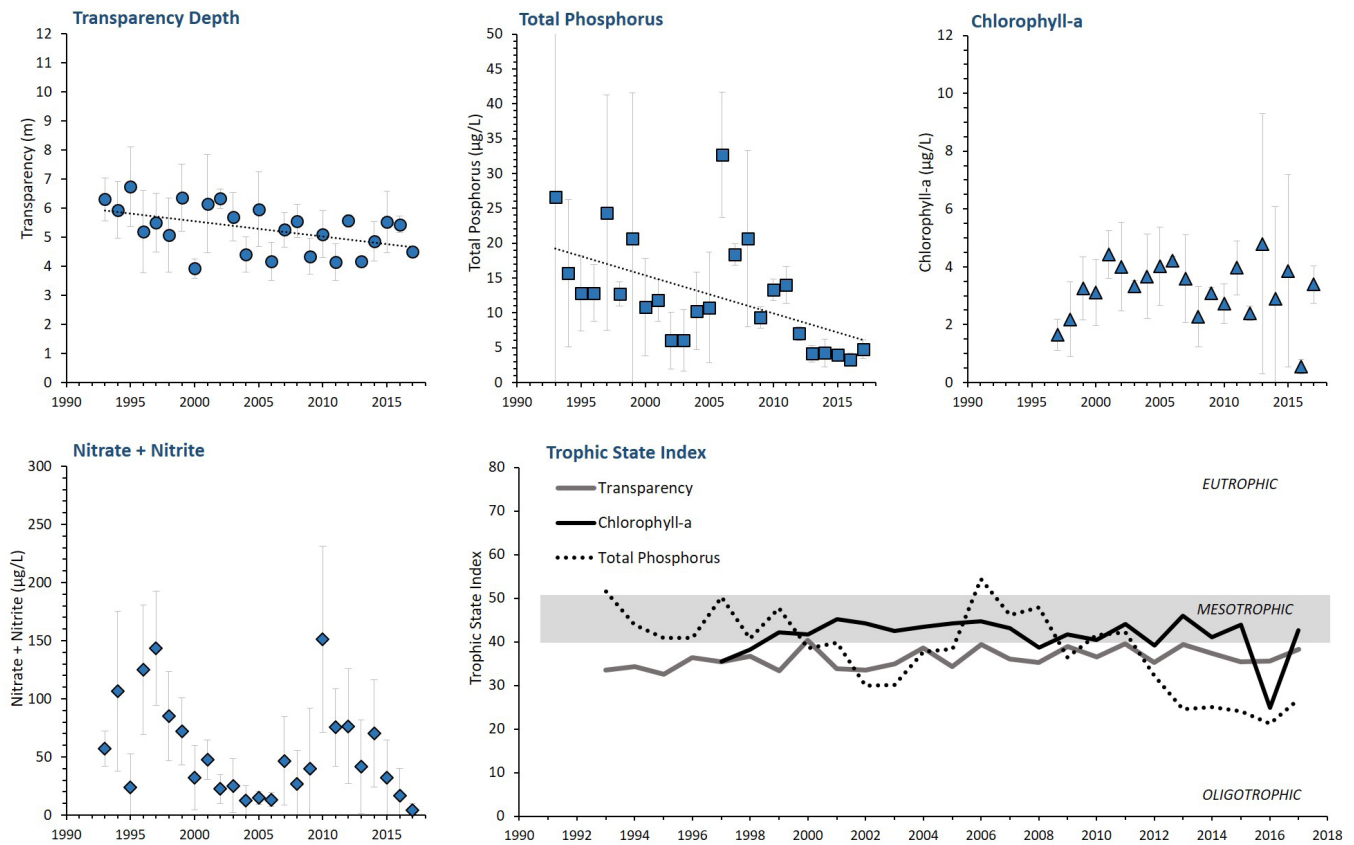 Transparency Depth
12
11
10
9
8
7
6
5
4
3
2
1
0
Transparency (m)
1990 1995 2000 2005 2010 2015
Total Phosphorus
50
45
40
35
30
25
20
15
10
5
0
Total Posphorus (µg/L)
1990 1995 2000 2005 2010 2015
Chlorophyll-a
12
10
8
6
4
2
0
Chlorophyll-a (µg/L)
1990 1995 2000 2005 2010 2015
Nitrate + Nitrite
300
250
200
150
100
50
0
Nitrate + Nitrite (µg/L)
1990 1995 2000 2005 2010 2015
Trophic State Index
80
70
60
50
40
30
20
10
0
Trophic State Index
Transparency
Chlorophyll-a
Total Phosphorus
EUTROPHIC
MESOTROPHIC
OLIGOTROPHIC
1990 1992 1994 1996 1998 2000 2002 2004 2006 2008 2010 2012 2014 2016 2018